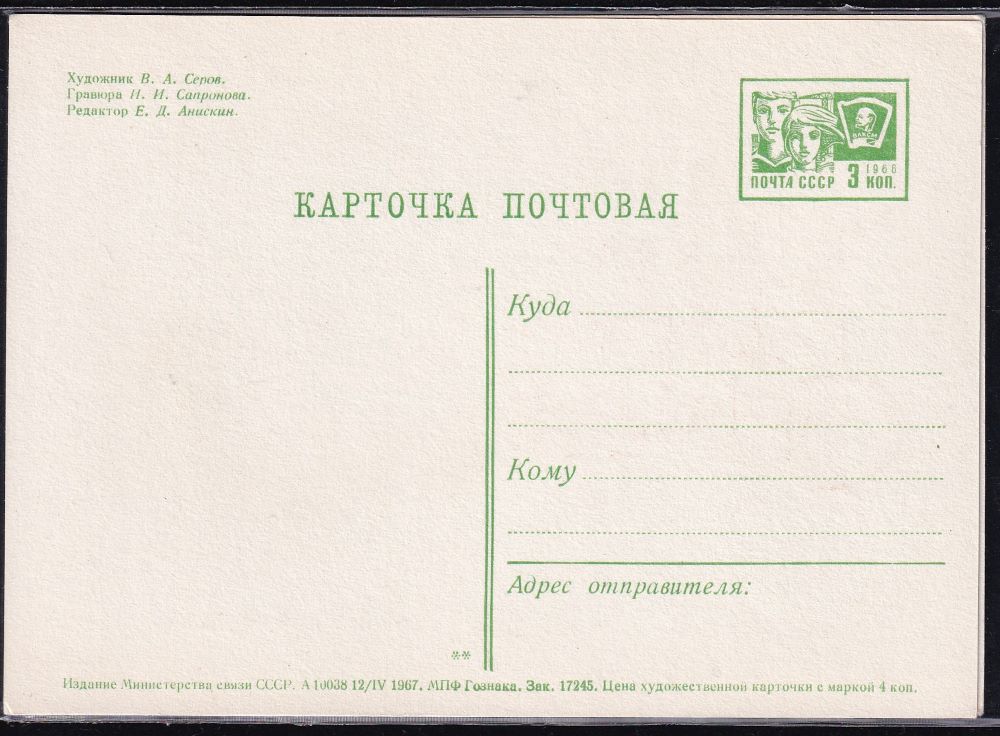 Художник В. А. Серов.
Гравюра И. И. Сапронова.
Редактор Е. Д. Анискин.
ВЛКСМ
1966
ПОЧТА СССР 3 КОП.
КАРТОЧКА ПОЧТОВАЯ
Куда
Кому
Адрес отправителя:
**
Издание Министерства связи СССР. А 10038 12/IV 1967. МПФ Гознака. Зак. 17245. Цена художественной карточки с маркой 4 коп.